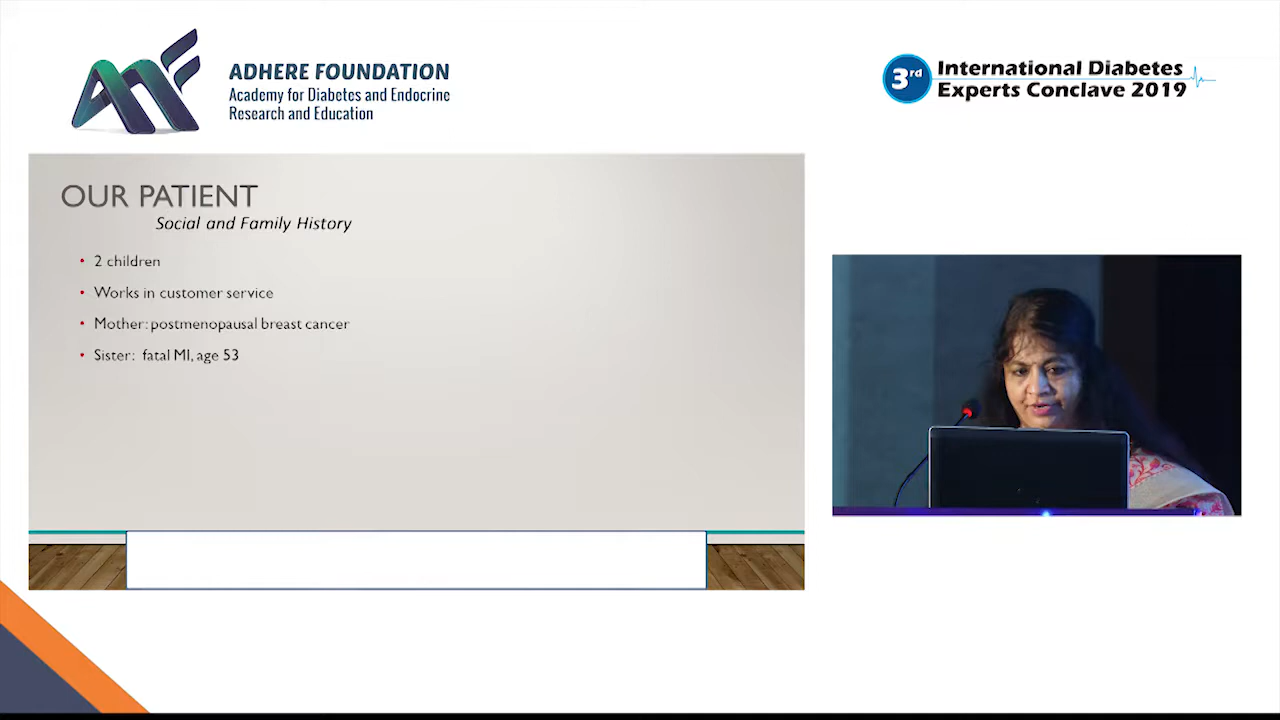 ADHERE FOUNDATION
Academy for Diabetes and Endocrine
Research and Education
3rd
International Diabetes
Experts Conclave 2019
OUR PATIENT
Social and Family History
• 2 children
• Works in customer service
• Mother: postmenopausal breast cancer
• Sister: fatal MI, age 53